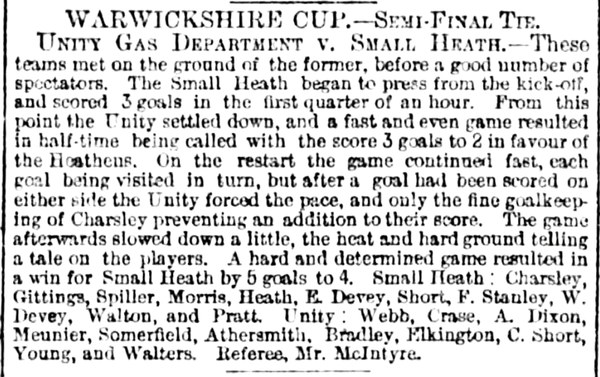 WARWICKSHIRE CUP.—SEMI-FINAL TIE.
UNITY GAS DEPARTMENT V. SMALL HEATH.—These
teams met on the ground of the former, before a good number of
spectators. The Small Heath began to press from the kick-off,
and scored 3 goals in the first quarter of an hour. From this
point the Unity settled down, and a fast and even game resulted
in half-time being called with the score 3 goals to 2 in favour of
the Heathens. On the restart the game continued fast, each
goal being visited in turn, but after a goal had been scored on
either side the Unity forced the pace, and only the fine goalkeep-
ing of Charsley preventing an addition to their score. The game
afterwards slowed down a little, the heat and hard ground telling
a tale on the players. A hard and determined game resulted in
a win for Small Heath by 5 goals to 4. Small Heath: Charsley,
Gittings, Spiller, Morris, Heath, E. Devey, Short, F. Stanley, W.
Devey, Walton, and Pratt. Unity: Webb, Crase, A. Dixon,
Meunier, Somerfield, Athersmith, Bradley, Elkington, C. Short,
Young, and Walters. Referee, Mr. McIntyre.